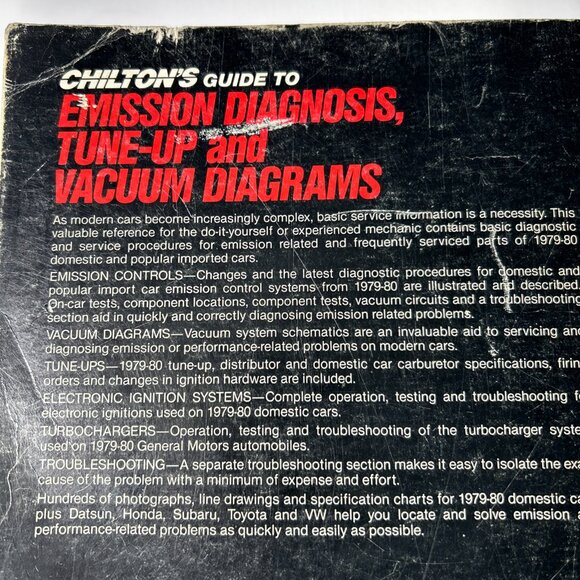 CHILTON'S GUIDE TO
EMISSION DIAGNOSIS,
TUNE-UP and
VACUUM DIAGRAMS
As modern cars become increasingly complex, basic service information is a necessity. This
valuable reference for the do-it-yourself or experienced mechanic contains basic diagnostic
and service procedures for emission related and frequently serviced parts of 1979-80
domestic and popular imported cars.
EMISSION CONTROLS—Changes and the latest diagnostic procedures for domestic and
popular import car emission control systems from 1979-80 are illustrated and described.
On-car tests, component locations, component tests, vacuum circuits and a troubleshooting
section aid in quickly and correctly diagnosing emission related problems.
VACUUM DIAGRAMS—Vacuum system schematics are an invaluable aid to servicing and
diagnosing emission or performance-related problems on modern cars.
TUNE-UPS—1979-80 tune-up, distributor and domestic car carburetor specifications, firin
orders and changes in ignition hardware are included.
ELECTRONIC IGNITION SYSTEMS—Complete operation, testing and troubleshooting f
electronic ignitions used on 1979-80 domestic cars.
TURBOCHARGERS—Operation, testing and troubleshooting of the turbocharger syste
used on 1979-80 General Motors automobiles.
TROUBLESHOOTING—A separate troubleshooting section makes it easy to isolate the exa
cause of the problem with a minimum of expense and effort.
Hundreds of photographs, line drawings and specification charts for 1979-80 domestic ca
plus Datsun, Honda, Subaru, Toyota and VW help you locate and solve emission a
performance-related problems as quickly and easily as possible.